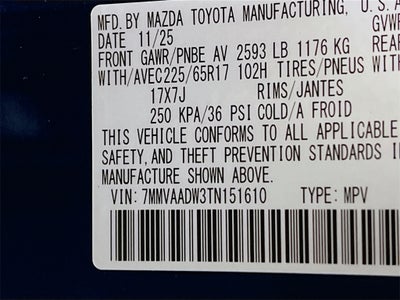 MFD. BY MAZDA TOYOTA MANUFACTURING, U. S. A
DATE 11/25 GVWR
FRONT GAWR/PNBE AV 2593 LB 1176 KG REAR
WITH/AVEC 225/65R17 102H TIRES/PNEUS WITH
17X7J RIMS/JANTES
250 KPA/36 PSI COLD/A FROID
THIS VEHICLE CONFORMS TO ALL APPLICABLE
SAFETY, AND THEFT PREVENTION STANDARDS I
MANUFACTURE SHOWN ABOVE.
VIN: 7MMVAADW3TN151610 TYPE: MPV